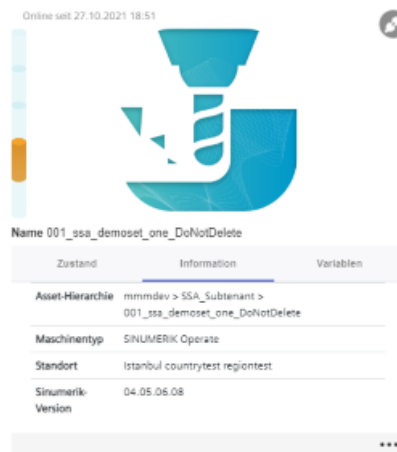 Online seit 27.10.2021 18:51
Name 001_ssa_demoset_one_DoNotDelete
Zustand Information Variablen
Asset-Hierarchie mmmdev > SSA_Subtenant >
001_ssa_demoset_one_DoNotDelete
Maschinentyp SINUMERIK Operate
Standort Istanbul countrytest regiontest
Sinumerik- 04.05.06.08
Version